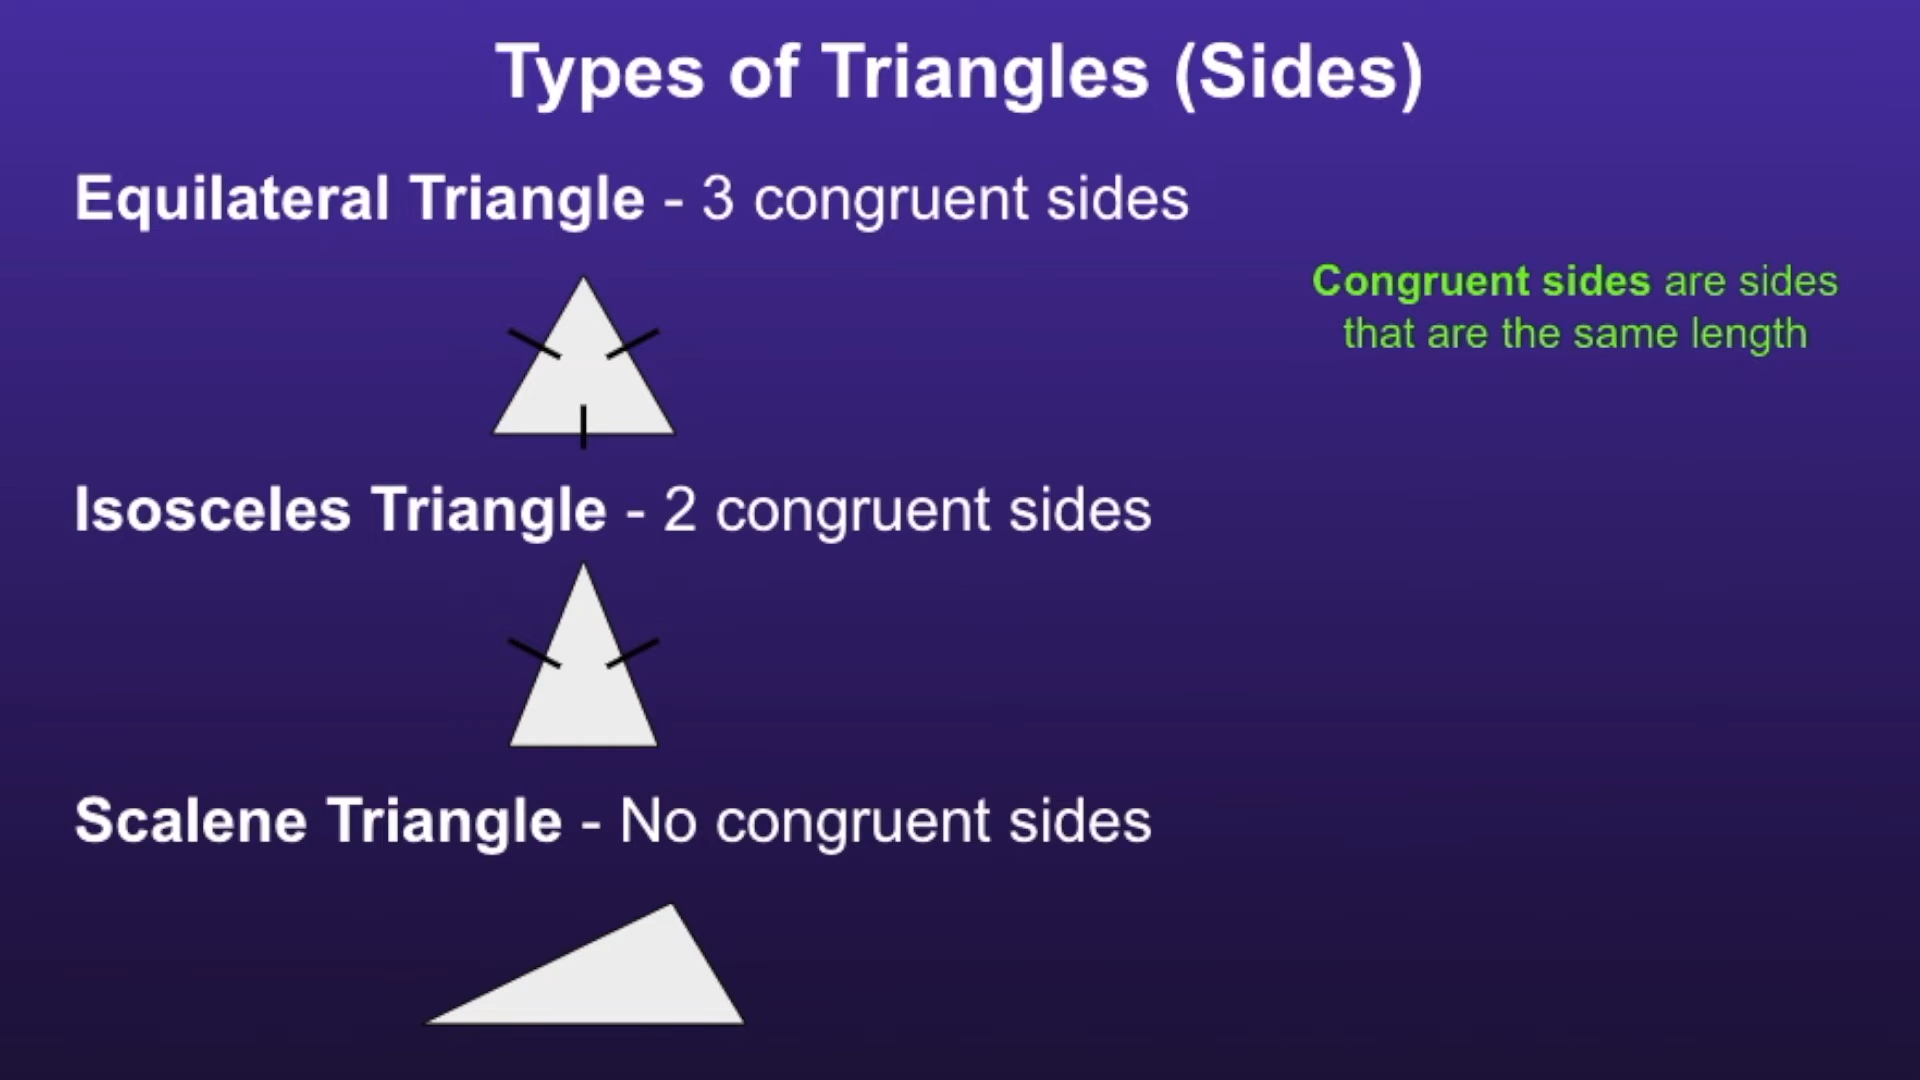 Types of Triangles (Sides)
Equilateral Triangle - 3 congruent sides
Congruent sides are sides
that are the same length
Isosceles Triangle - 2 congruent sides
Scalene Triangle - No congruent sides